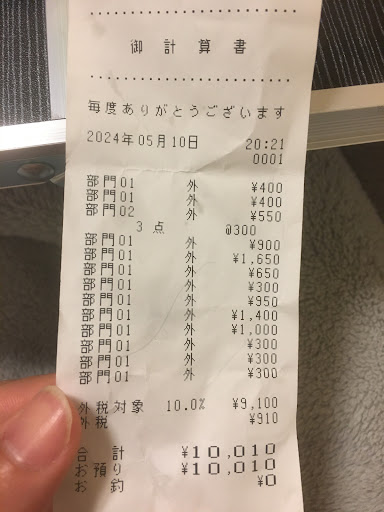 御計算書
毎度ありがとうございます
2024年05月10日 20:21
0001
部門01 外 ¥400
部門01 外 ¥400
部門02 外 ¥550
3点 @300
部門01 外 ¥900
部門01 外 ¥1,650
部門01 外 ¥650
部門01 外 ¥300
部門01 外 ¥950
部門01 外 ¥1,400
部門01 外 ¥1,000
部門01 外 ¥300
部門01 外 ¥300
部門01 外 ¥300
外税対象 10.0% ¥9,100
外税 ¥910
合計 ¥10,010
お預り ¥10,010
お釣 ¥0